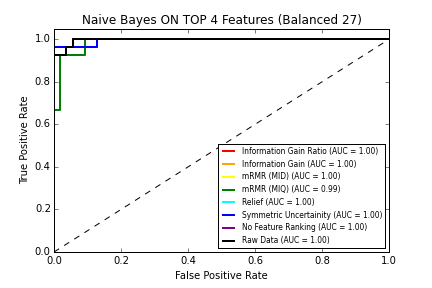 Naive Bayes ON TOP 4 Features (Balanced 27)
1.0
0.8
0.6
0.4
0.2
0.0
True Positive Rate
Information Gain Ratio (AUC = 1.00)
Information Gain (AUC = 1.00)
mRMR (MID) (AUC = 1.00)
mRMR (MIQ) (AUC = 0.99)
Relief (AUC = 1.00)
Symmetric Uncertainity (AUC = 1.00)
No Feature Ranking (AUC = 1.00)
Raw Data (AUC = 1.00)
0.0 0.2 0.4 0.6 0.8 1.0
False Positive Rate